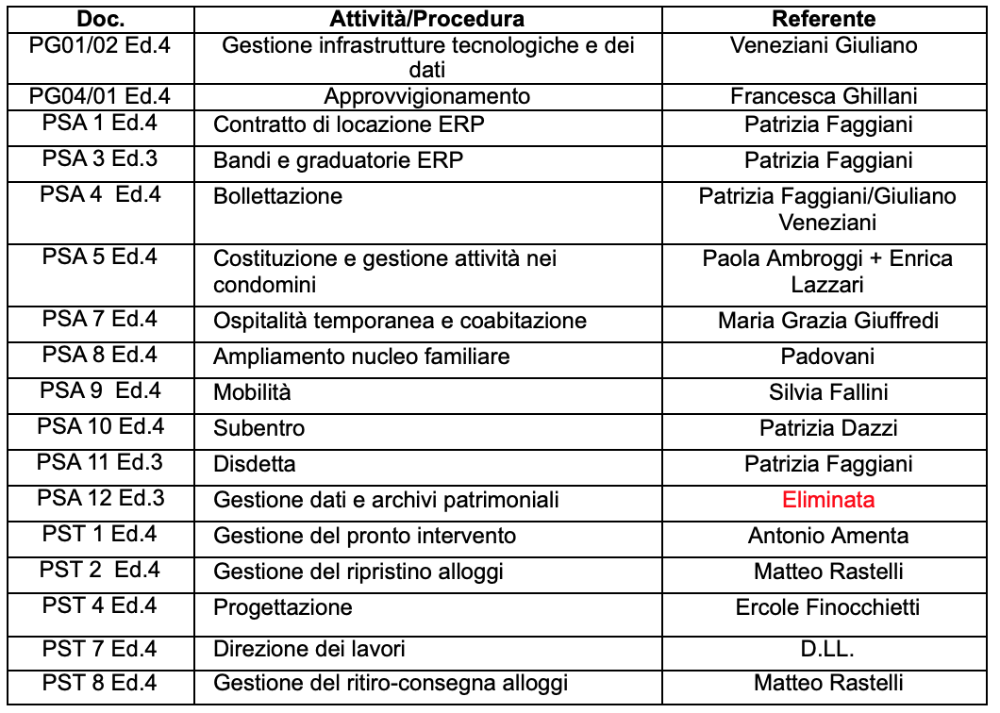 Doc. Attività/Procedura Referente
PG01/02 Ed.4 Gestione infrastrutture tecnologiche e dei Veneziani Giuliano
dati
PG04/01 Ed.4 Approvvigionamento Francesca Ghillani
PSA 1 Ed.4 Contratto di locazione ERP Patrizia Faggiani
PSA 3 Ed.3 Bandi e graduatorie ERP Patrizia Faggiani
PSA 4  Ed.4 Bollettazione Patrizia Faggiani/Giuliano
Veneziani
PSA 5 Ed.4 Costituzione e gestione attività nei Paola Ambroggi + Enrica
condomini Lazzari
PSA 7 Ed.4 Ospitalità temporanea e coabitazione Maria Grazia Giuffredi
PSA 8 Ed.4 Ampliamento nucleo familiare Padovani
PSA 9  Ed.4 Mobilità Silvia Fallini
PSA 10 Ed.4 Subentro Patrizia Dazzi
PSA 11 Ed.3 Disdetta Patrizia Faggiani
PSA 12 Ed.3 Gestione dati e archivi patrimoniali Eliminata
PST 1 Ed.4 Gestione del pronto intervento Antonio Amenta
PST 2  Ed.4 Gestione del ripristino alloggi Matteo Rastelli
PST 4 Ed.4 Progettazione Ercole Finocchietti
PST 7 Ed.4 Direzione dei lavori D.LL.
PST 8 Ed.4 Gestione del ritiro-consegna alloggi Matteo Rastelli